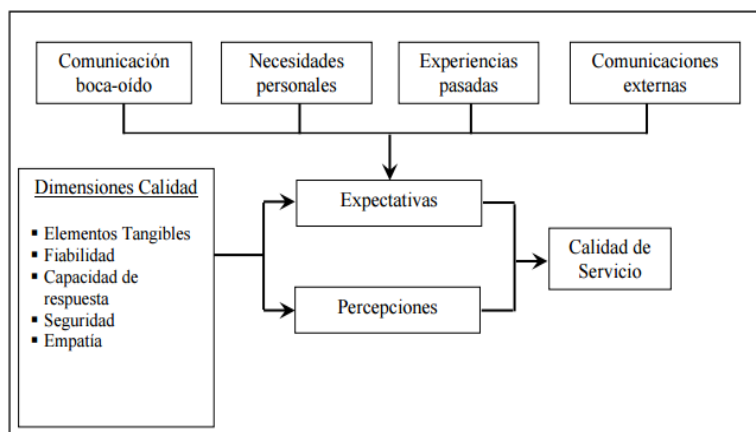 Comunicación
boca-oído
Necesidades
personales
Experiencias
pasadas
Comunicaciones
externas
Dimensiones Calidad
▪ Elementos Tangibles
▪ Fiabilidad
▪ Capacidad de
respuesta
▪ Seguridad
▪ Empatía
Expectativas
Percepciones
Calidad de
Servicio